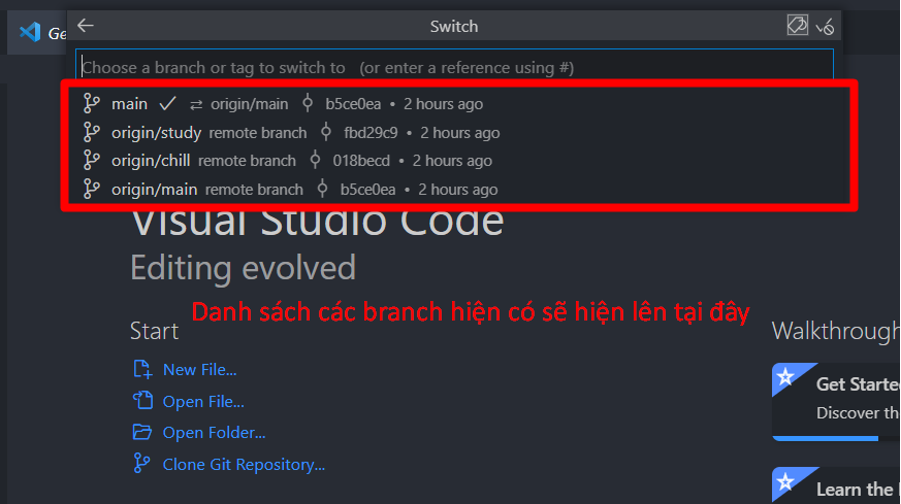 Ge
Switch
Choose a branch or tag to switch to (or enter a reference using #)
main origin/main b5ce0ea • 2 hours ago
origin/study remote branch fbd29c9 • 2 hours ago
origin/chill remote branch 018becd • 2 hours ago
origin/main remote branch b5ce0ea • 2 hours ago
Visual Studio Code
Editing evolved
Danh sách các branch hiện có sẽ hiện lên tại đây
Start
Walkthrough
New File...
Open File...
Open Folder...
Clone Git Repository...
Get Starte
Discover th
Learn the